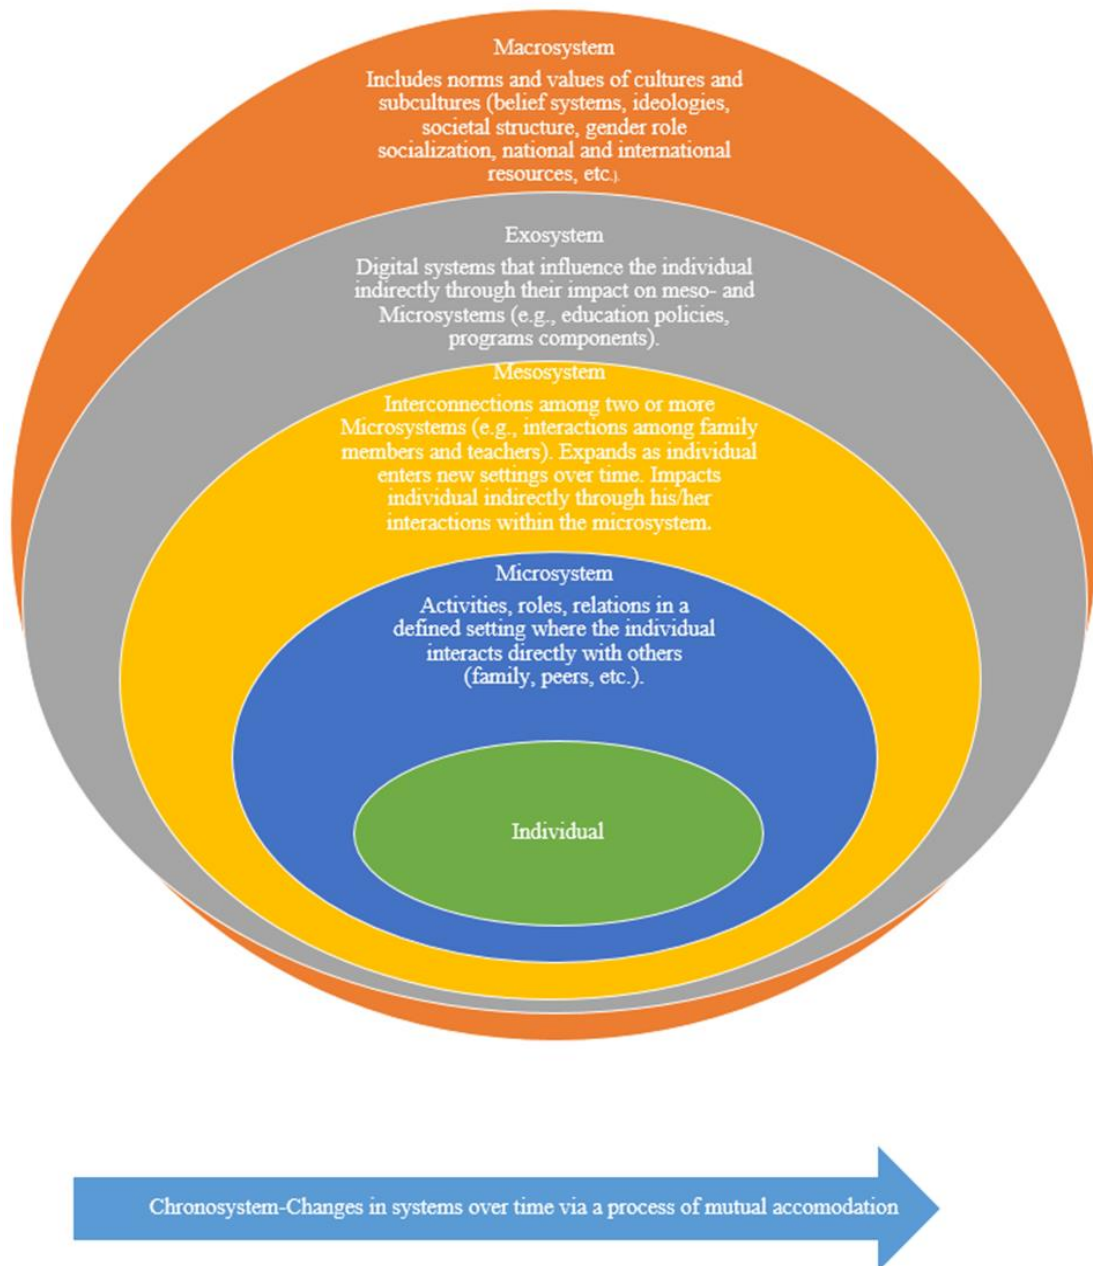 Macrosystem
Includes norms and values of cultures and
subcultures (belief systems, ideologies,
societal structure, gender role
socialization, national and international
resources, etc.).
Exosystem
Digital systems that influence the individual
indirectly through their impact on meso- and
Microsystems (e.g., education policies,
programs components).
Mesosystem
Interconnections among two or more
Microsystems (e.g., interactions among family
members and teachers). Expands as individual
enters new settings over time. Impacts
individual indirectly through his/her
interactions within the microsystem.
Microsystem
Activities, roles, relations in a
defined setting where the individual
interacts directly with others
(family, peers, etc.).
Individual
Chronosystem-Changes in systems over time via a process of mutual accomodation